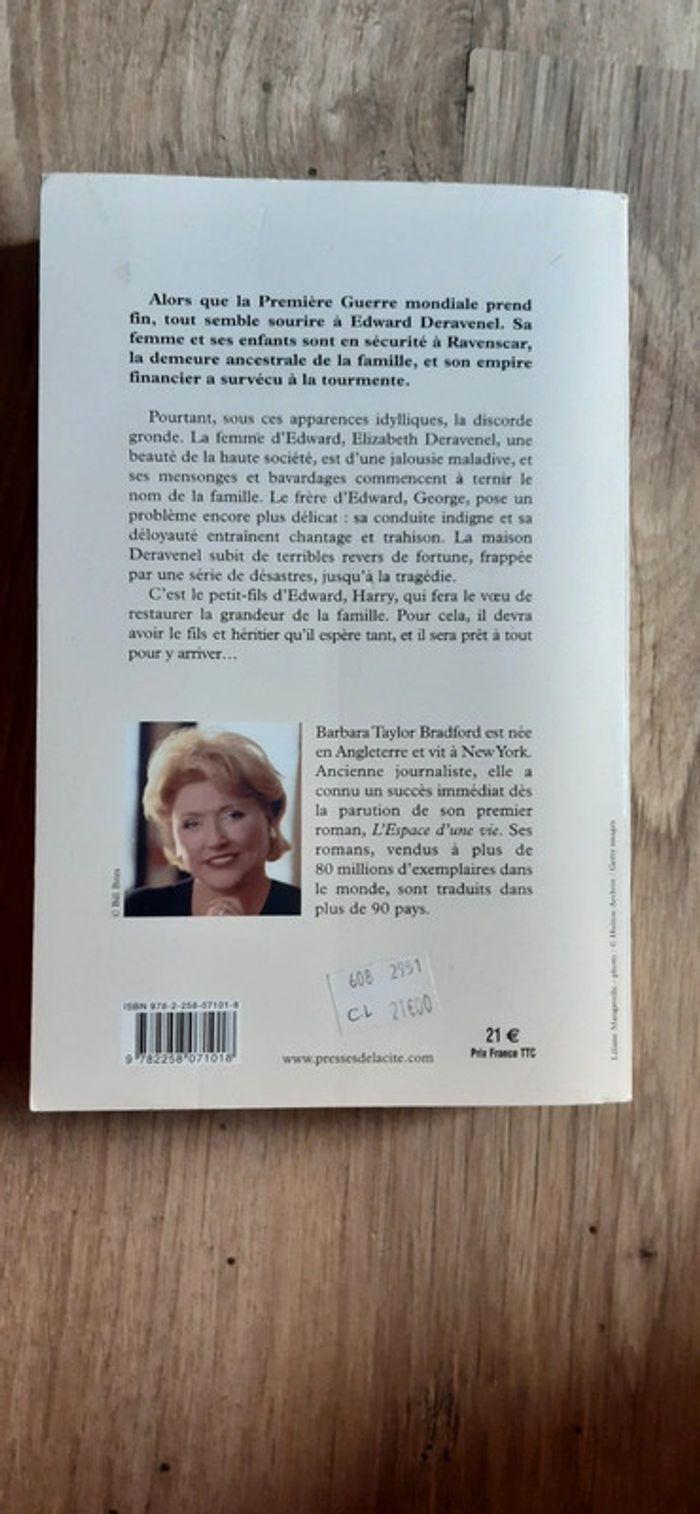 Alors que la Première Guerre mondiale prend
fin, tout semble sourire à Edward Deravenel. Sa
femme et ses enfants sont en sécurité à Ravenscar,
la demeure ancestrale de la famille, et son empire
financier a survécu à la tourmente.
Pourtant, sous ces apparences idylliques, la discorde
gronde. La femme d'Edward, Elizabeth Deravenel, une
beauté de la haute société, est d'une jalousie maladive, et
ses mensonges et bavardages commencent à ternir le
nom de la famille. Le frère d'Edward, George, pose un
problème encore plus délicat : sa conduite indigne et sa
déloyauté entraînent chantage et trahison. La maison
Deravenel subit de terribles revers de fortune, frappée
par une série de désastres, jusqu'à la tragédie.
C'est le petit-fils d'Edward, Harry, qui fera le vœu de
restaurer la grandeur de la famille. Pour cela, il devra
avoir le fils et héritier qu'il espère tant, et il sera prêt à tout
pour y arriver…
Barbara Taylor Bradford est née
en Angleterre et vit à New York.
Ancienne journaliste, elle a
connu un succès immédiat dès
la parution de son premier
roman, L'Espace d'une vie. Ses
romans, vendus à plus de
80 millions d'exemplaires dans
le monde, sont traduits dans
plus de 90 pays.
© Bill
608 2951
CL 21€00
ISBN 978-2-258-07101-8
9 782258 071018
www.pressesdelacite.com
21 €
Prix France TTC
photo : © Hulton Archive / Getty images